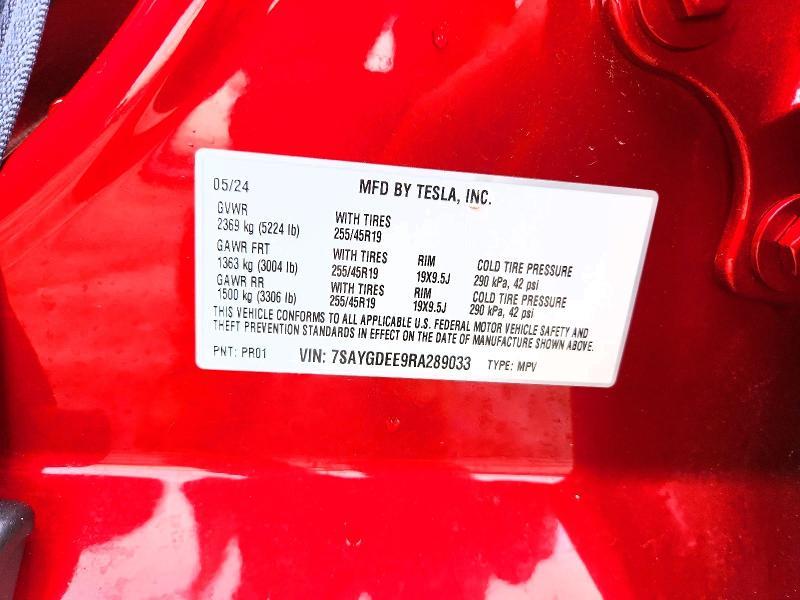 05/24 MFD BY TESLA, INC.
GVWR
2369 kg (5224 lb) WITH TIRES
255/45R19
GAWR FRT
1363 kg (3004 lb) WITH TIRES 255/45R19 RIM 19X9.5J COLD TIRE PRESSURE 290 kPa, 42 psi
GAWR RR
1500 kg (3306 lb) WITH TIRES 255/45R19 RIM 19X9.5J COLD TIRE PRESSURE 290 kPa, 42 psi
THIS VEHICLE CONFORMS TO ALL APPLICABLE U.S. FEDERAL MOTOR VEHICLE SAFETY AND
THEFT PREVENTION STANDARDS IN EFFECT ON THE DATE OF MANUFACTURE SHOWN ABOVE.
PNT: PR01 VIN: 7SAYGDEE9RA289033 TYPE: MPV